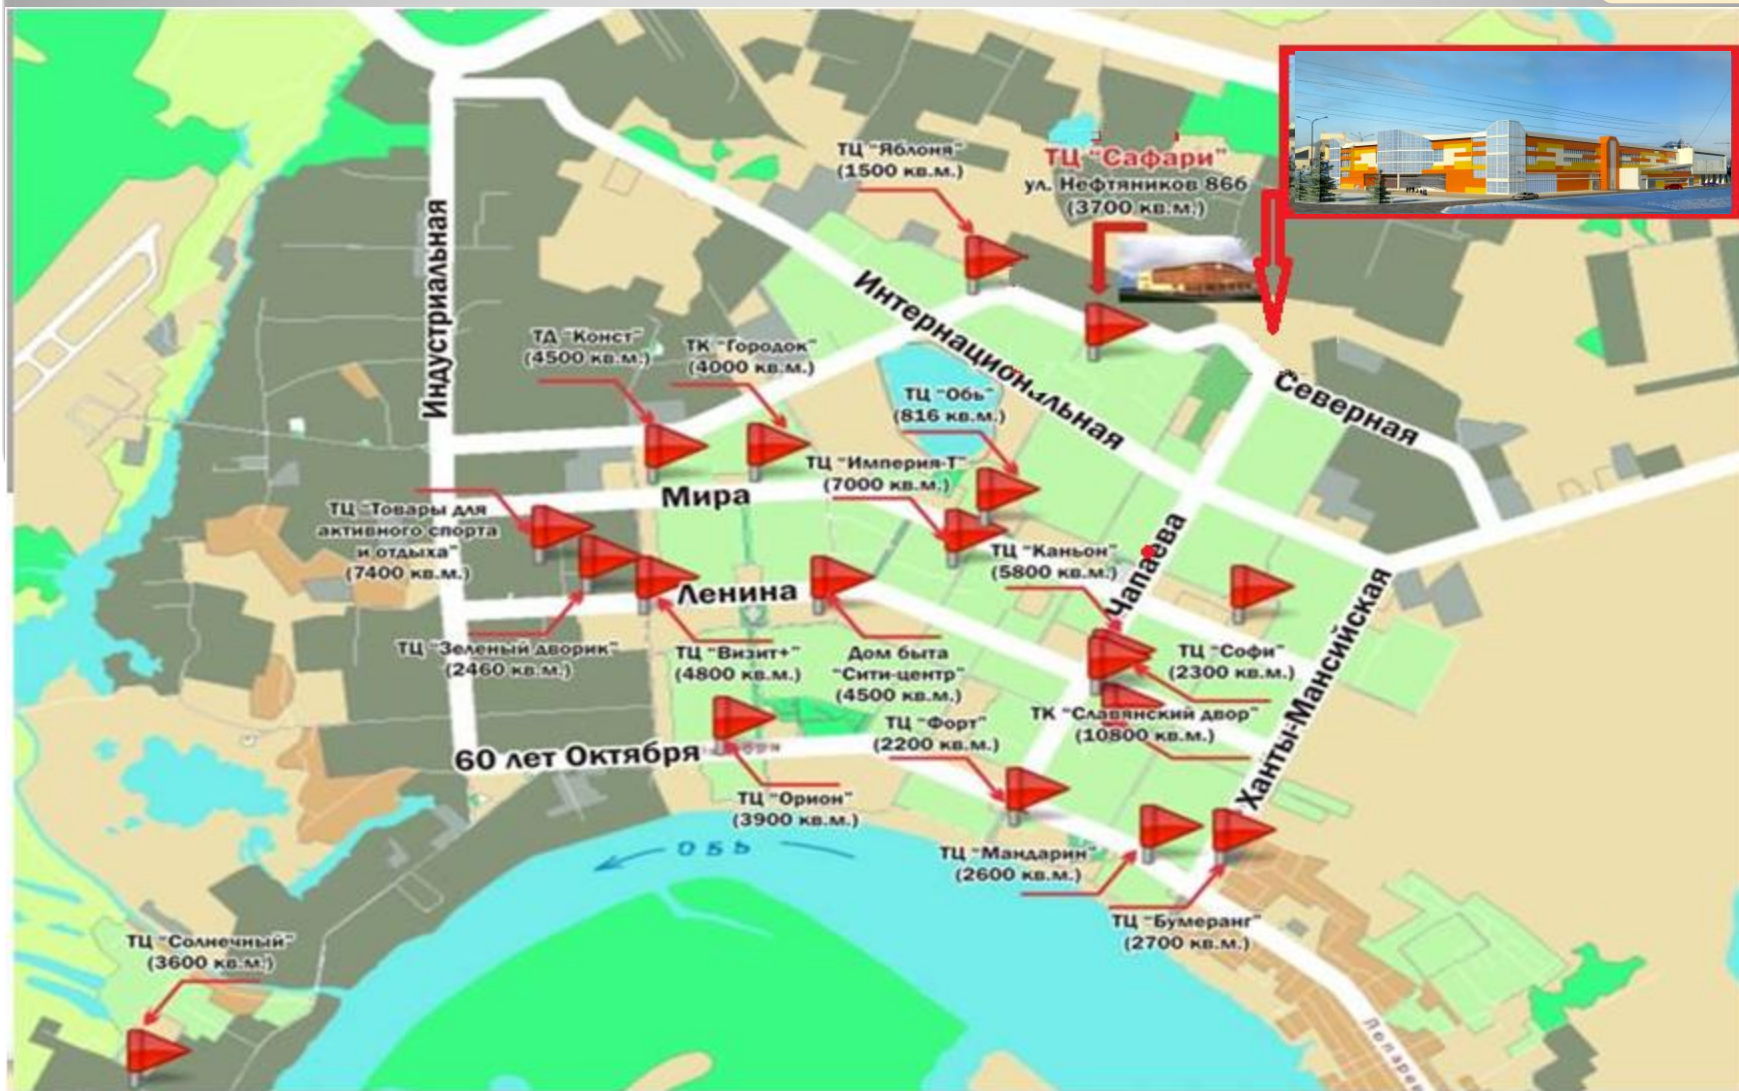 ТЦ "Яблоня"
(1500 кв.м.)
ТЦ "Сафари"
ул. Нефтяников 86б
(3700 кв.м.)
Индустриальная
Интернациональная
ТД "Конст"
(4500 кв.м.)
ТК "Городок"
(4000 кв.м.)
ТЦ "Обь"
(816 кв.м.)
Северная
ТЦ "Империя-Т"
(7000 кв.м.)
Мира
ТЦ "Товары для
активного спорта
и отдыха"
(7400 кв.м.)
ТЦ "Каньон"
(5800 кв.м.)
Чапаева
Ленина
Ханты-Мансийская
ТЦ "Зеленый дворик"
(2460 кв.м.)
ТЦ "Визит+"
(4800 кв.м.)
Дом быта
"Сити-центр"
(4500 кв.м.)
ТЦ "Софи"
(2300 кв.м.)
ТК "Славянский двор"
(10800 кв.м.)
ТЦ "Форт"
(2200 кв.м.)
60 лет Октября
ТЦ "Орион"
(3900 кв.м.)
ОБЬ
ТЦ "Мандарин"
(2600 кв.м.)
ТЦ "Бумеранг"
(2700 кв.м.)
ТЦ "Солнечный"
(3600 кв.м.)